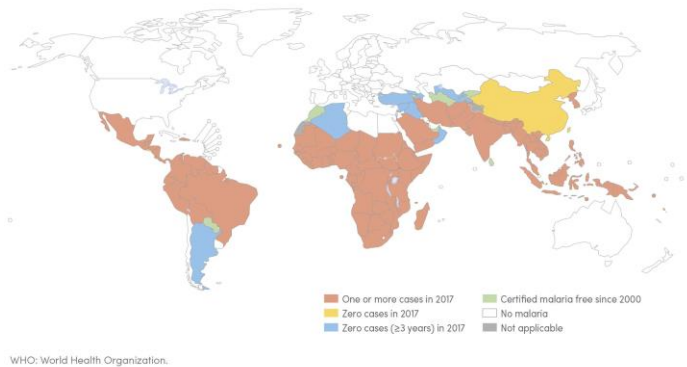 One or more cases in 2017
Zero cases in 2017
Zero cases (≥3 years) in 2017
Certified malaria free since 2000
No malaria
Not applicable
WHO: World Health Organization.